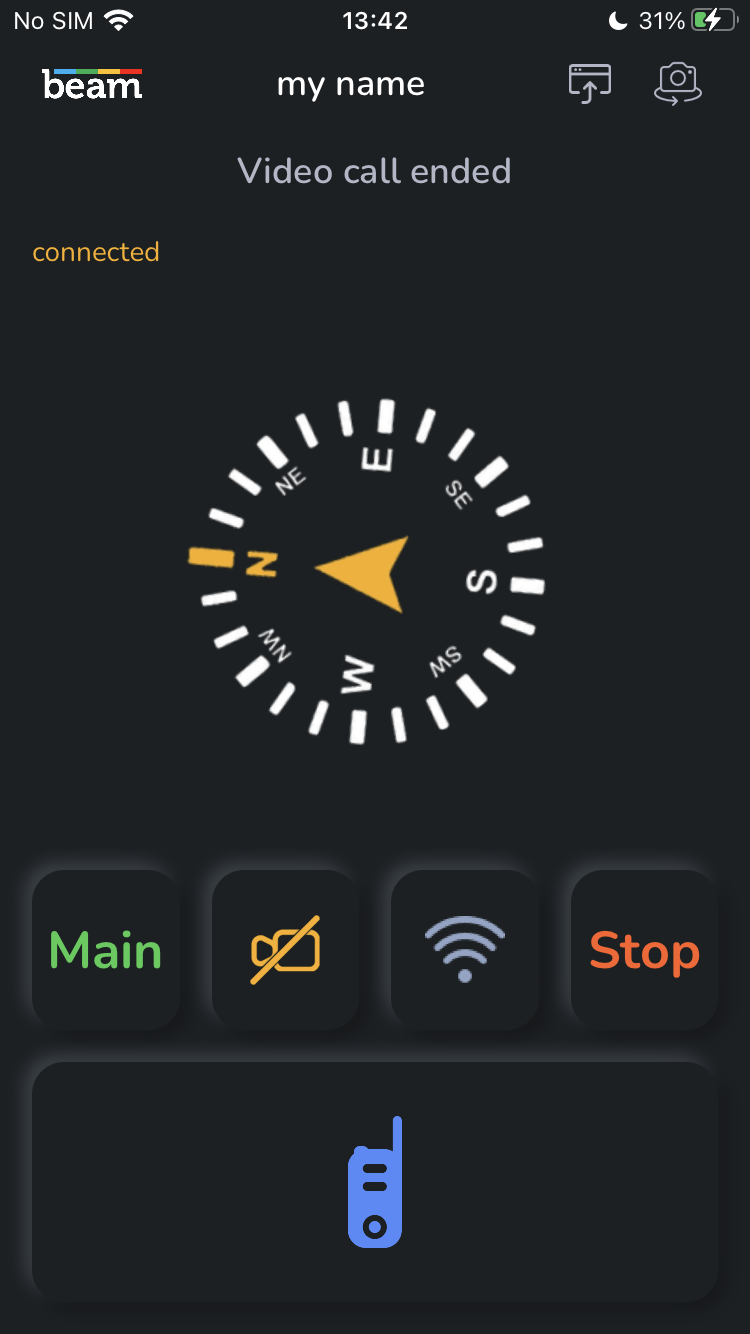 No SIM 13:42 31%
beam my name
Video call ended
connected
E
NE SE
N S
NW SW
W
Main Stop